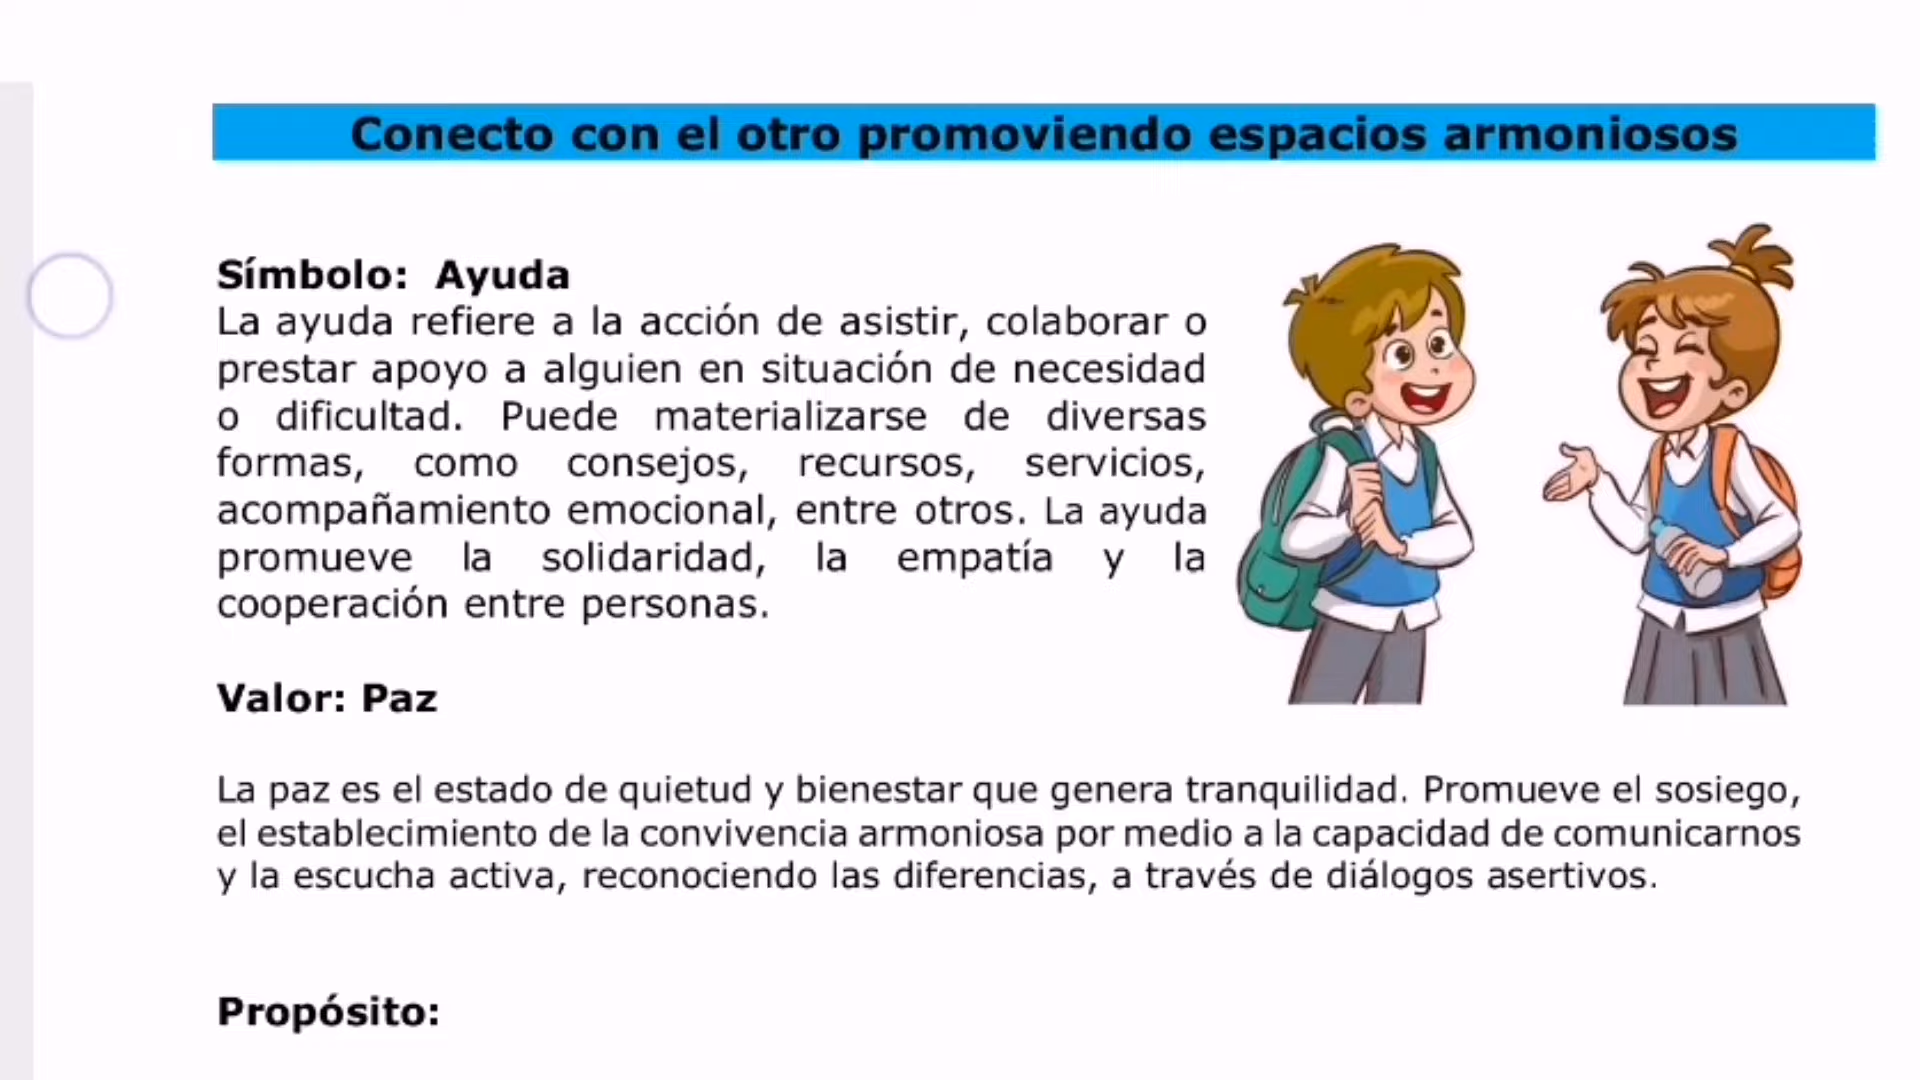 Conecto con el otro promoviendo espacios armoniosos
Símbolo: Ayuda
La ayuda refiere a la acción de asistir, colaborar o
prestar apoyo a alguien en situación de necesidad
o dificultad. Puede materializarse de diversas
formas, como consejos, recursos, servicios,
acompañamiento emocional, entre otros. La ayuda
promueve la solidaridad, la empatía y la
cooperación entre personas.
Valor: Paz
La paz es el estado de quietud y bienestar que genera tranquilidad. Promueve el sosiego,
el establecimiento de la convivencia armoniosa por medio a la capacidad de comunicarnos
y la escucha activa, reconociendo las diferencias, a través de diálogos asertivos.
Propósito: